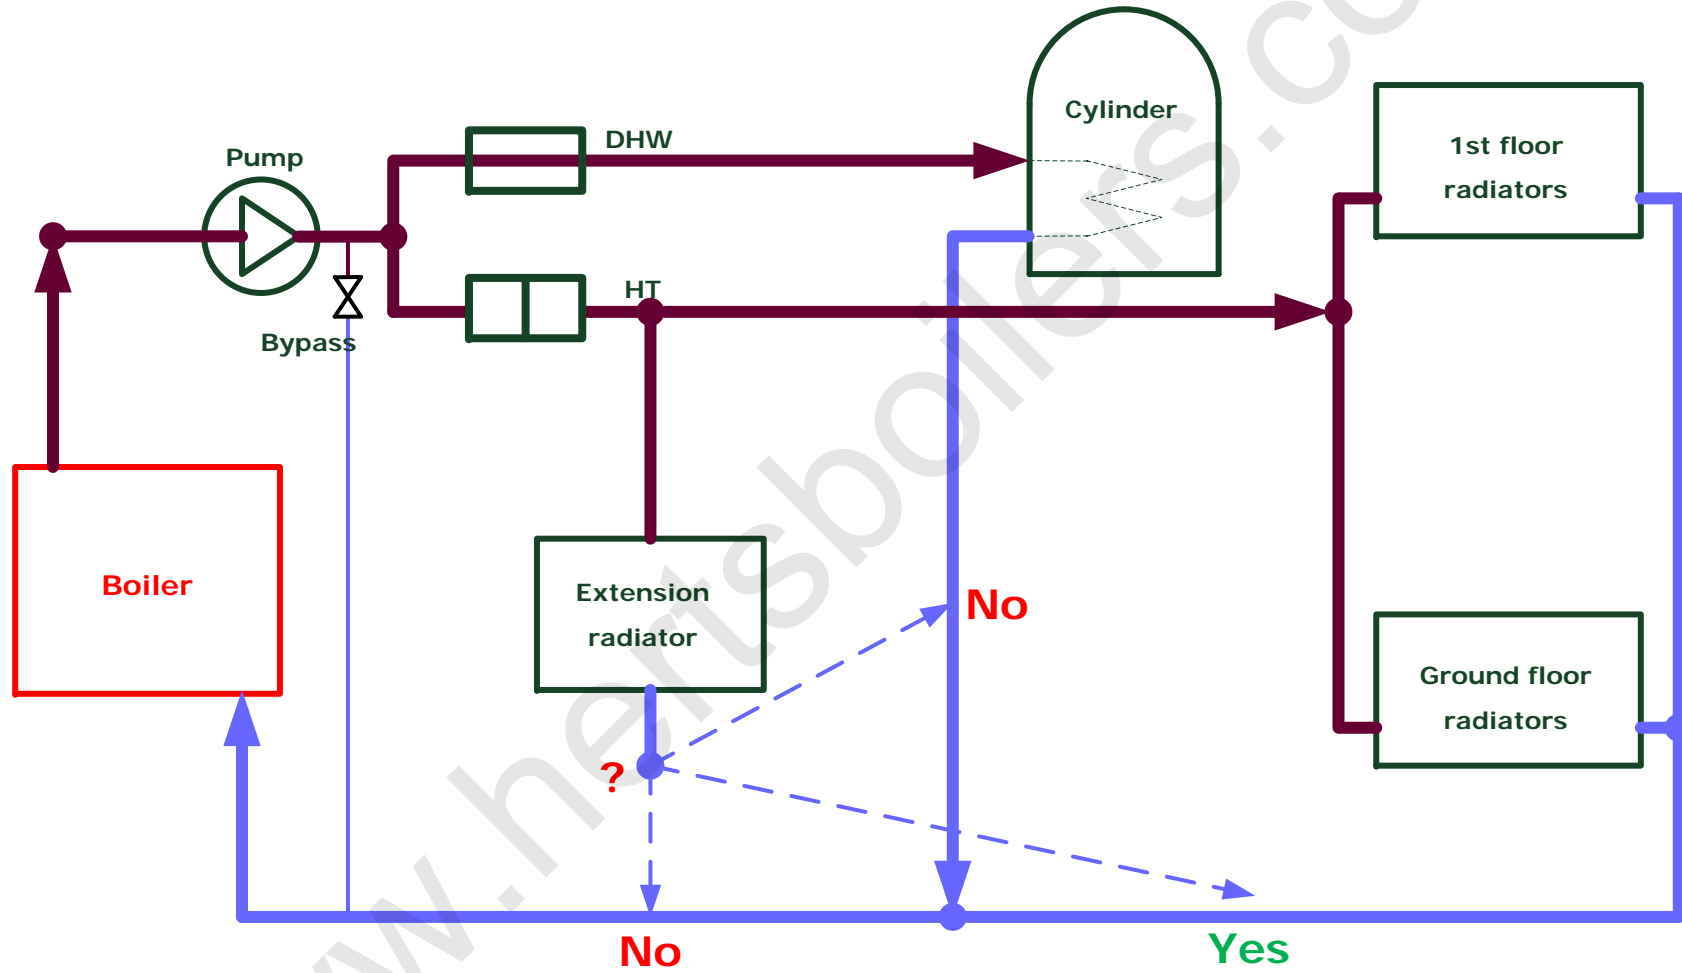 Cylinder
DHW
Pump
1st floor
radiators
HT
Bypass
Boiler
Extension
radiator
No
Ground floor
radiators
?
No
Yes
www.hertsboilers.co